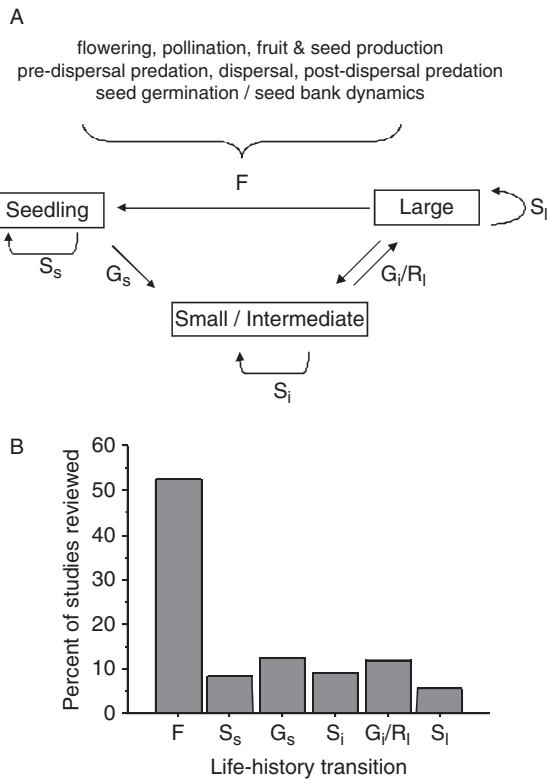 A
flowering, pollination, fruit & seed production
pre-dispersal predation, dispersal, post-dispersal predation
seed germination / seed bank dynamics
F
Seedling
Large
Sl
Ss
Gs
Gi/Rl
Small / Intermediate
Si
B
Percent of studies reviewed
60
50
40
30
20
10
0
F Ss Gs Si Gi/Rl Sl
Life-history transition